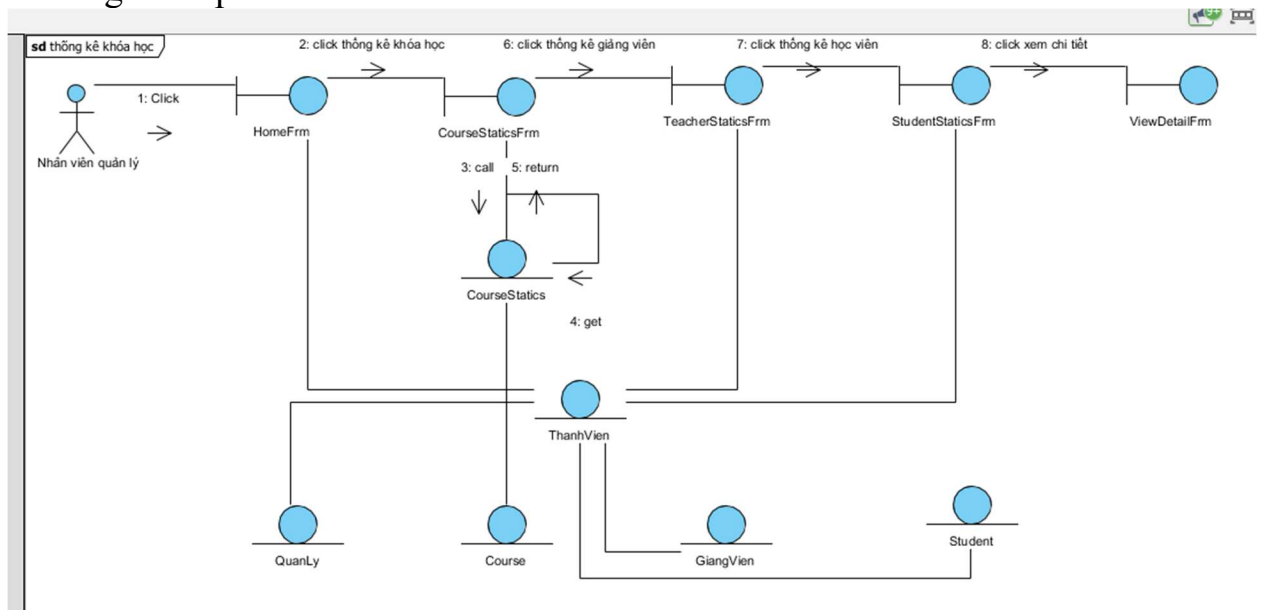 sd thống kê khóa học
2: click thống kê khóa học
6: click thống kê giảng viên
7: click thống kê học viên
8: click xem chi tiết
1: Click
HomeFrm
CourseStaticsFrm
TeacherStaticsFrm
StudentStaticsFrm
ViewDetailFrm
Nhân viên quản lý
3: call
5: return
CourseStatics
4: get
ThanhVien
QuanLy
Course
GiangVien
Student